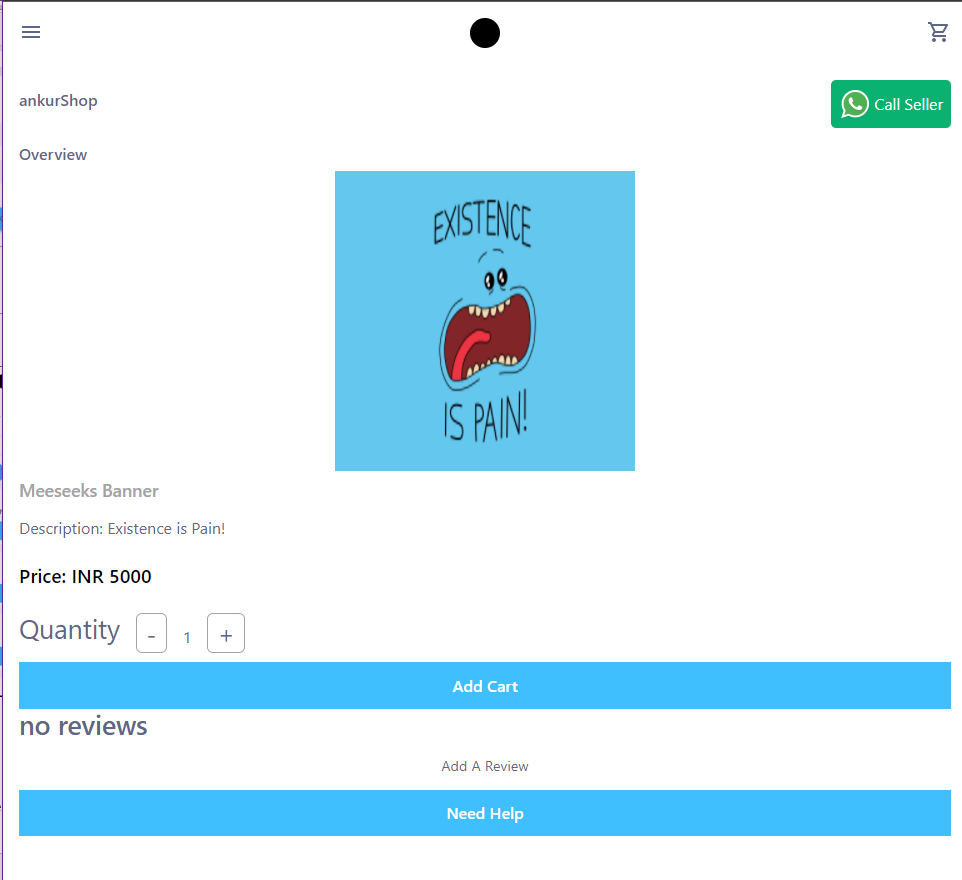 ankurShop
Call Seller
Overview
EXISTENCE
IS PAIN!
Meeseeks Banner
Description: Existence is Pain!
Price: INR 5000
Quantity - 1 +
Add Cart
no reviews
Add A Review
Need Help